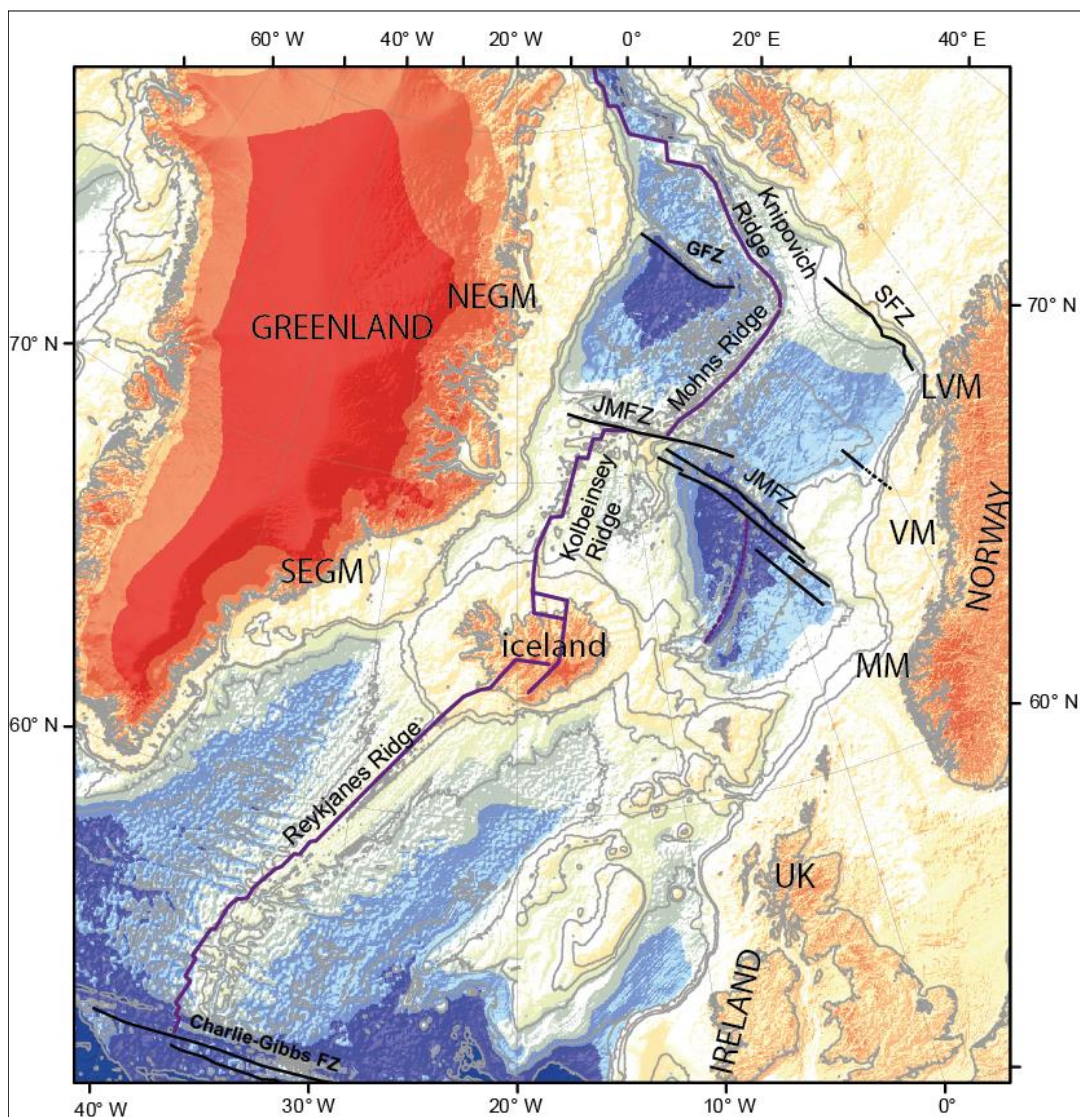 60° W 40° W 20° W 0° 20° E 40° E
Knipovich
Ridge
GFZ
SFZ
NEGM
GREENLAND
70° N
70° N
Mohns Ridge
LVM
JMFZ
JMFZ
Kolbeinsey
Ridge
VM
NORWAY
SEGM
iceland
MM
60° N
60° N
Reykjanes Ridge
UK
IRELAND
Charlie-Gibbs FZ
40° W 30° W 20° W 10° W 0°